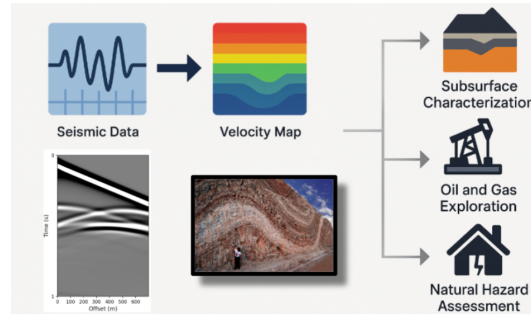 Seismic Data
Velocity Map
Subsurface
Characterization
Oil and Gas
Exploration
Natural Hazard
Assessment
0
Time (s)
1
0 100 200 300 400 500 600
Offset (m)